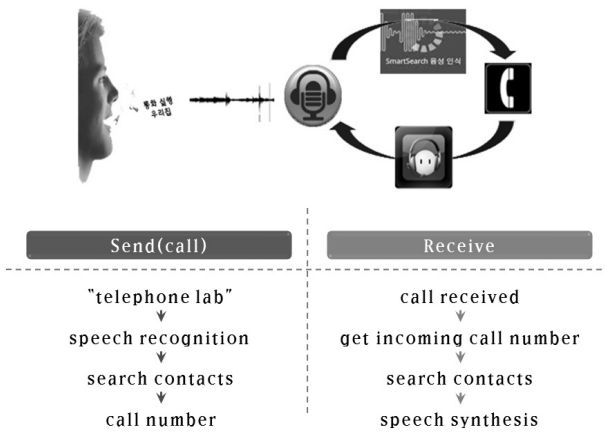 통화 실행
우리집
SmartSearch 음성 인식
Send(call)
Receive
"telephone lab"
call received
speech recognition
get incoming call number
search contacts
search contacts
call number
speech synthesis